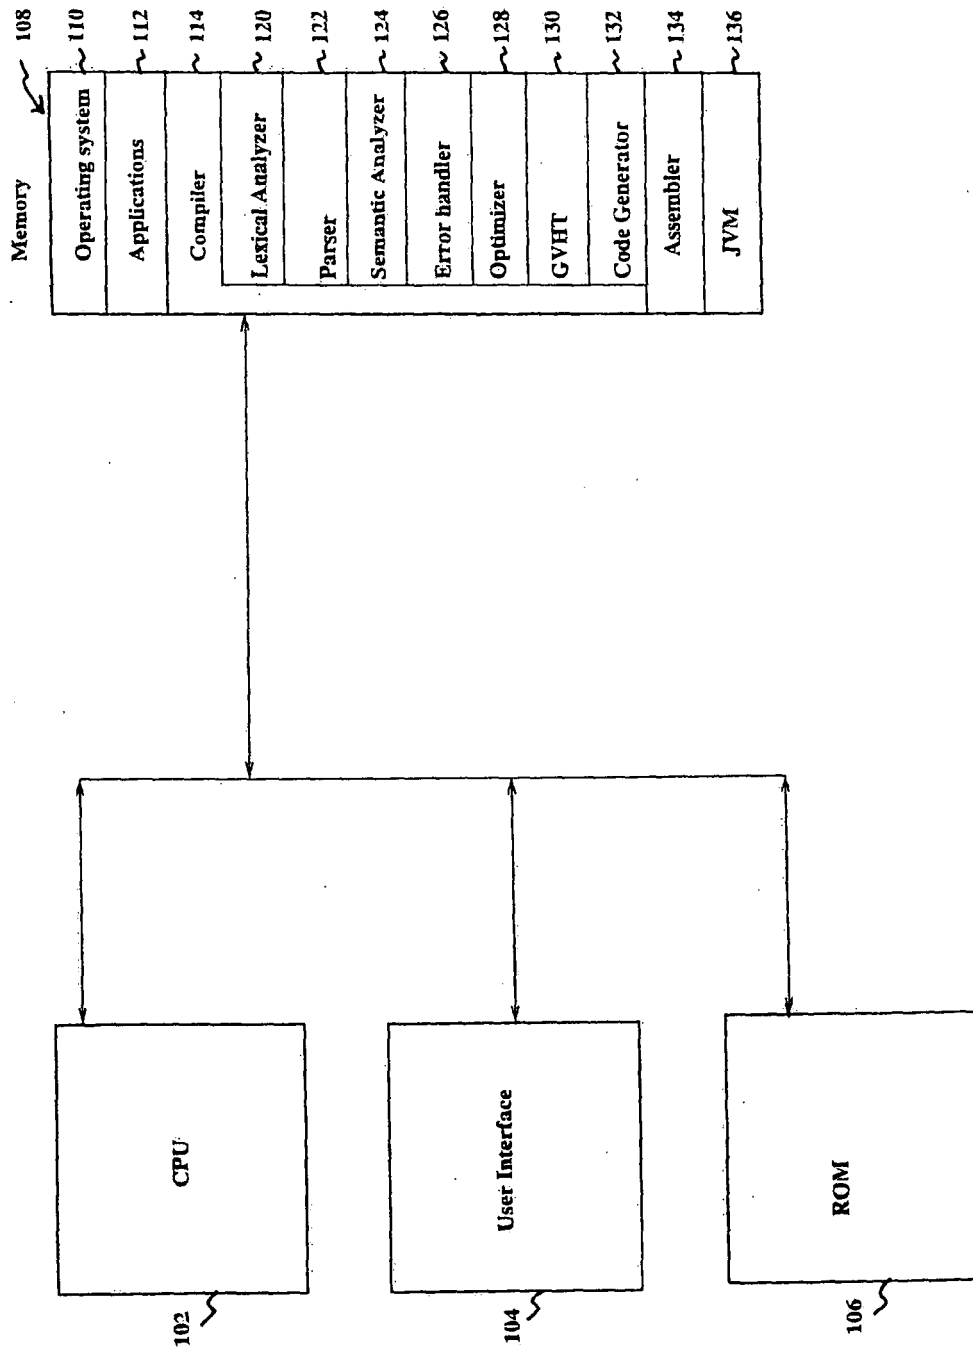 Memory
108
Operating system
110
Applications
112
Compiler
114
Lexical Analyzer
120
Parser
122
Semantic Analyzer
124
Error handler
126
Optimizer
128
GVHT
130
Code Generator
132
Assembler
134
JVM
136
CPU
102
User Interface
104
ROM
106